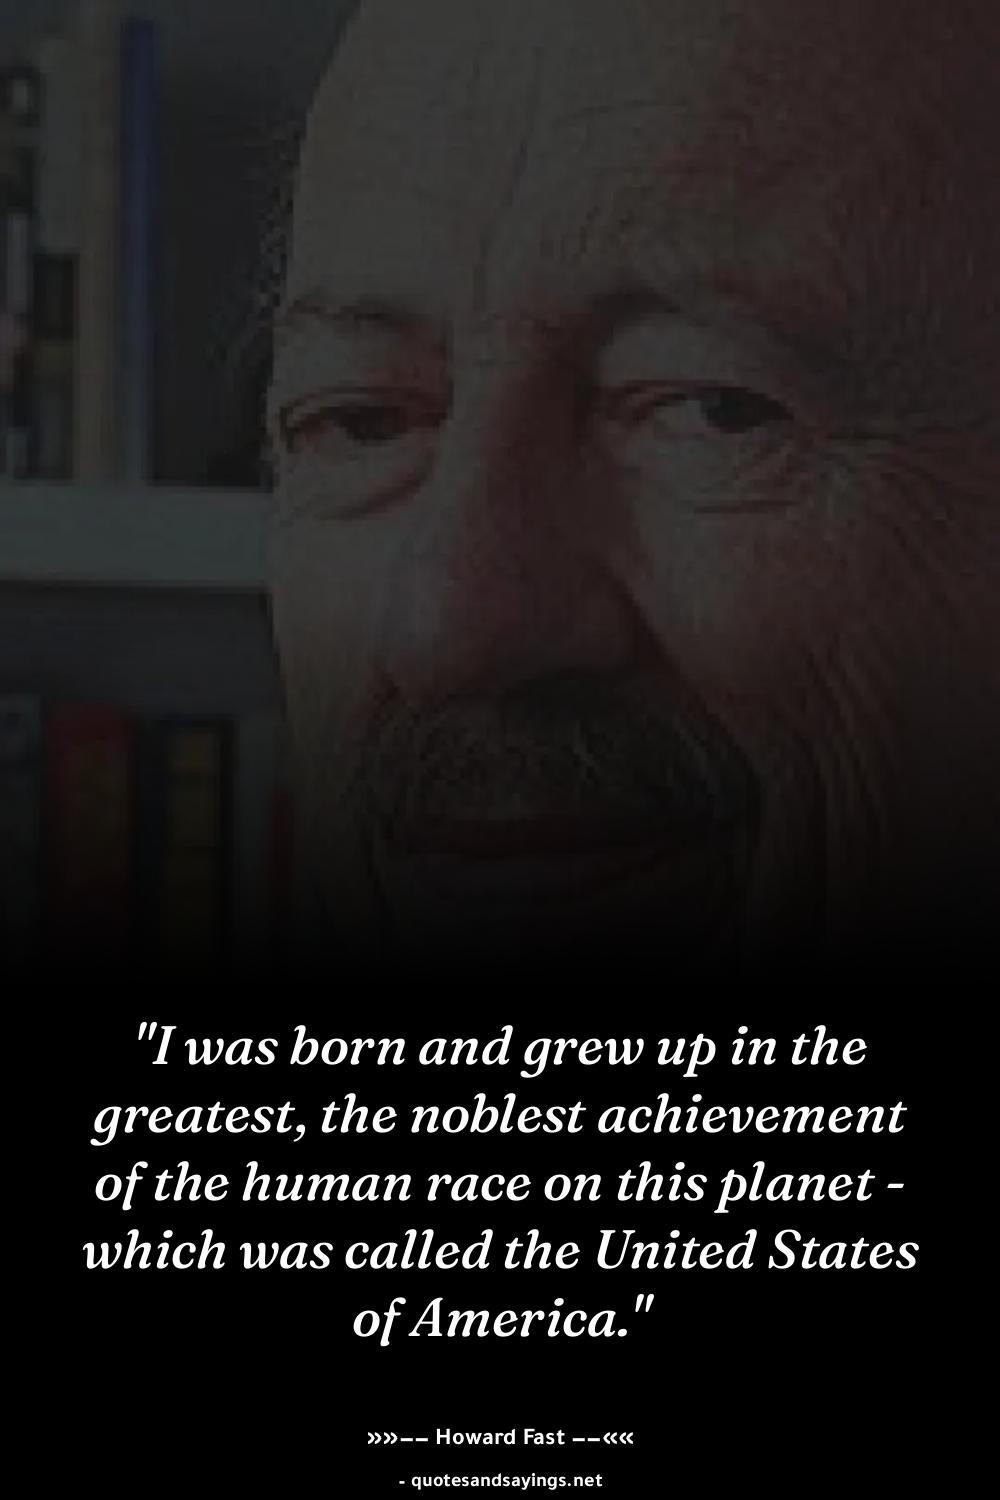 "I was born and grew up in the
greatest, the noblest achievement
of the human race on this planet -
which was called the United States
of America."
»»−− Howard Fast −−««
- quotesandsayings.net